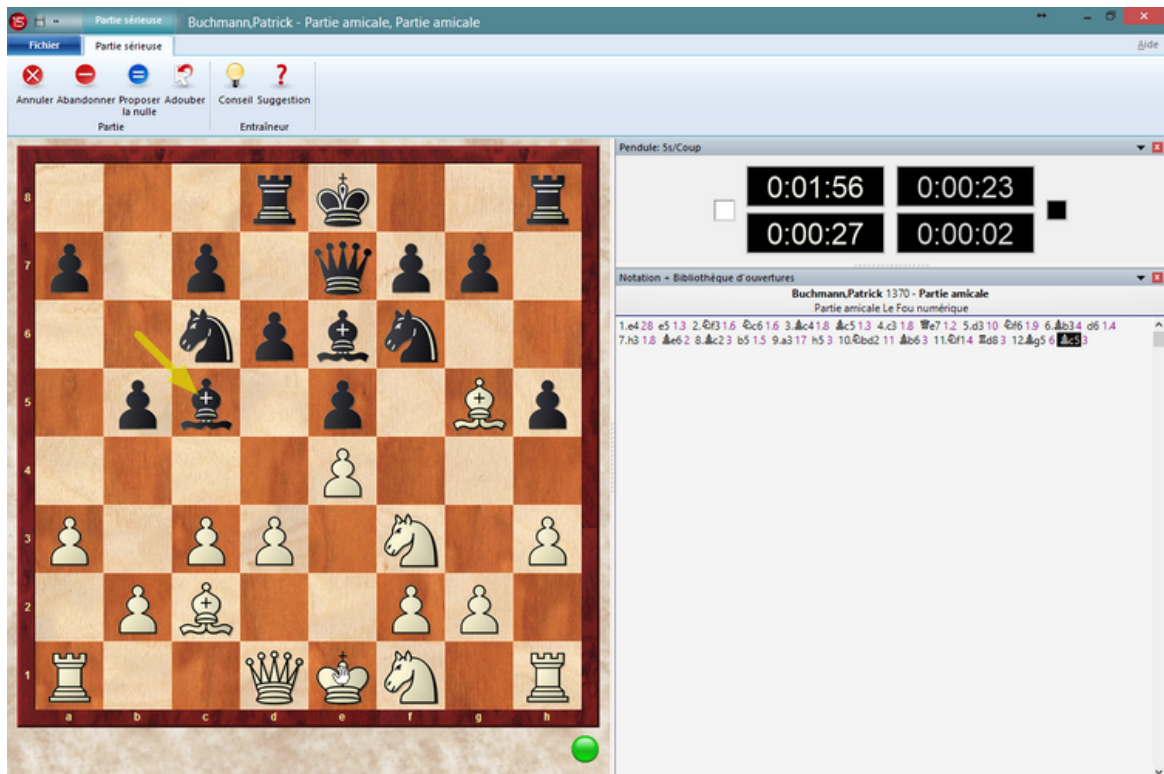 15 Partie sérieuse Buchmann,Patrick - Partie amicale, Partie amicale
Fichier Partie sérieuse Aide
Annuler Abandonner Proposer la nulle Adouber Conseil Suggestion
Partie Entraîneur
Pendule: 5s/Coup
0:01:56 0:00:23
0:00:27 0:00:02
Notation + Bibliothèque d'ouvertures
Buchmann,Patrick 1370 - Partie amicale
Partie amicale Le Fou numérique
1.e4 28 e5 1.3 2.♘f3 1.6 ♘c6 1.6 3.♗c4 1.8 ♗c5 1.3 4.c3 1.8 ♕e7 1.2 5.d3 10 ♘f6 1.9 6.♗b3 4 d6 1.4
7.h3 1.8 ♗e6 2 8.♗c2 3 b5 1.5 9.a3 17 h5 3 10.♘bd2 11 ♗b6 3 11.♘f1 4 ♖d8 3 12.♗g5 6 ♗c5 3
8
7
6
5
4
3
2
1
a b c d e f g h